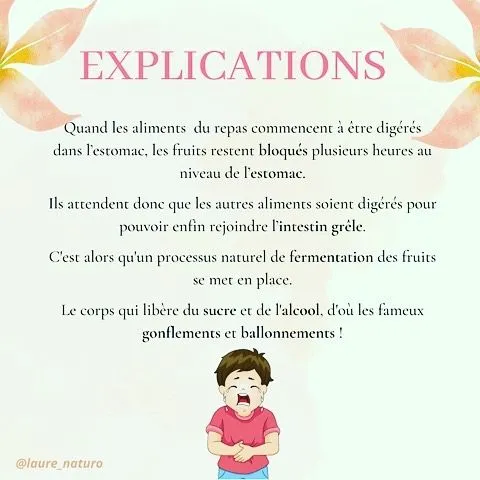 EXPLICATIONS
Quand les aliments du repas commencent à être digérés
dans l'estomac, les fruits restent bloqués plusieurs heures au
niveau de l'estomac.
Ils attendent donc que les autres aliments soient digérés pour
pouvoir enfin rejoindre l'intestin grêle.
C'est alors qu'un processus naturel de fermentation des fruits
se met en place.
Le corps qui libère du sucre et de l'alcool, d'où les fameux
gonflements et ballonnements !
@laure_naturo